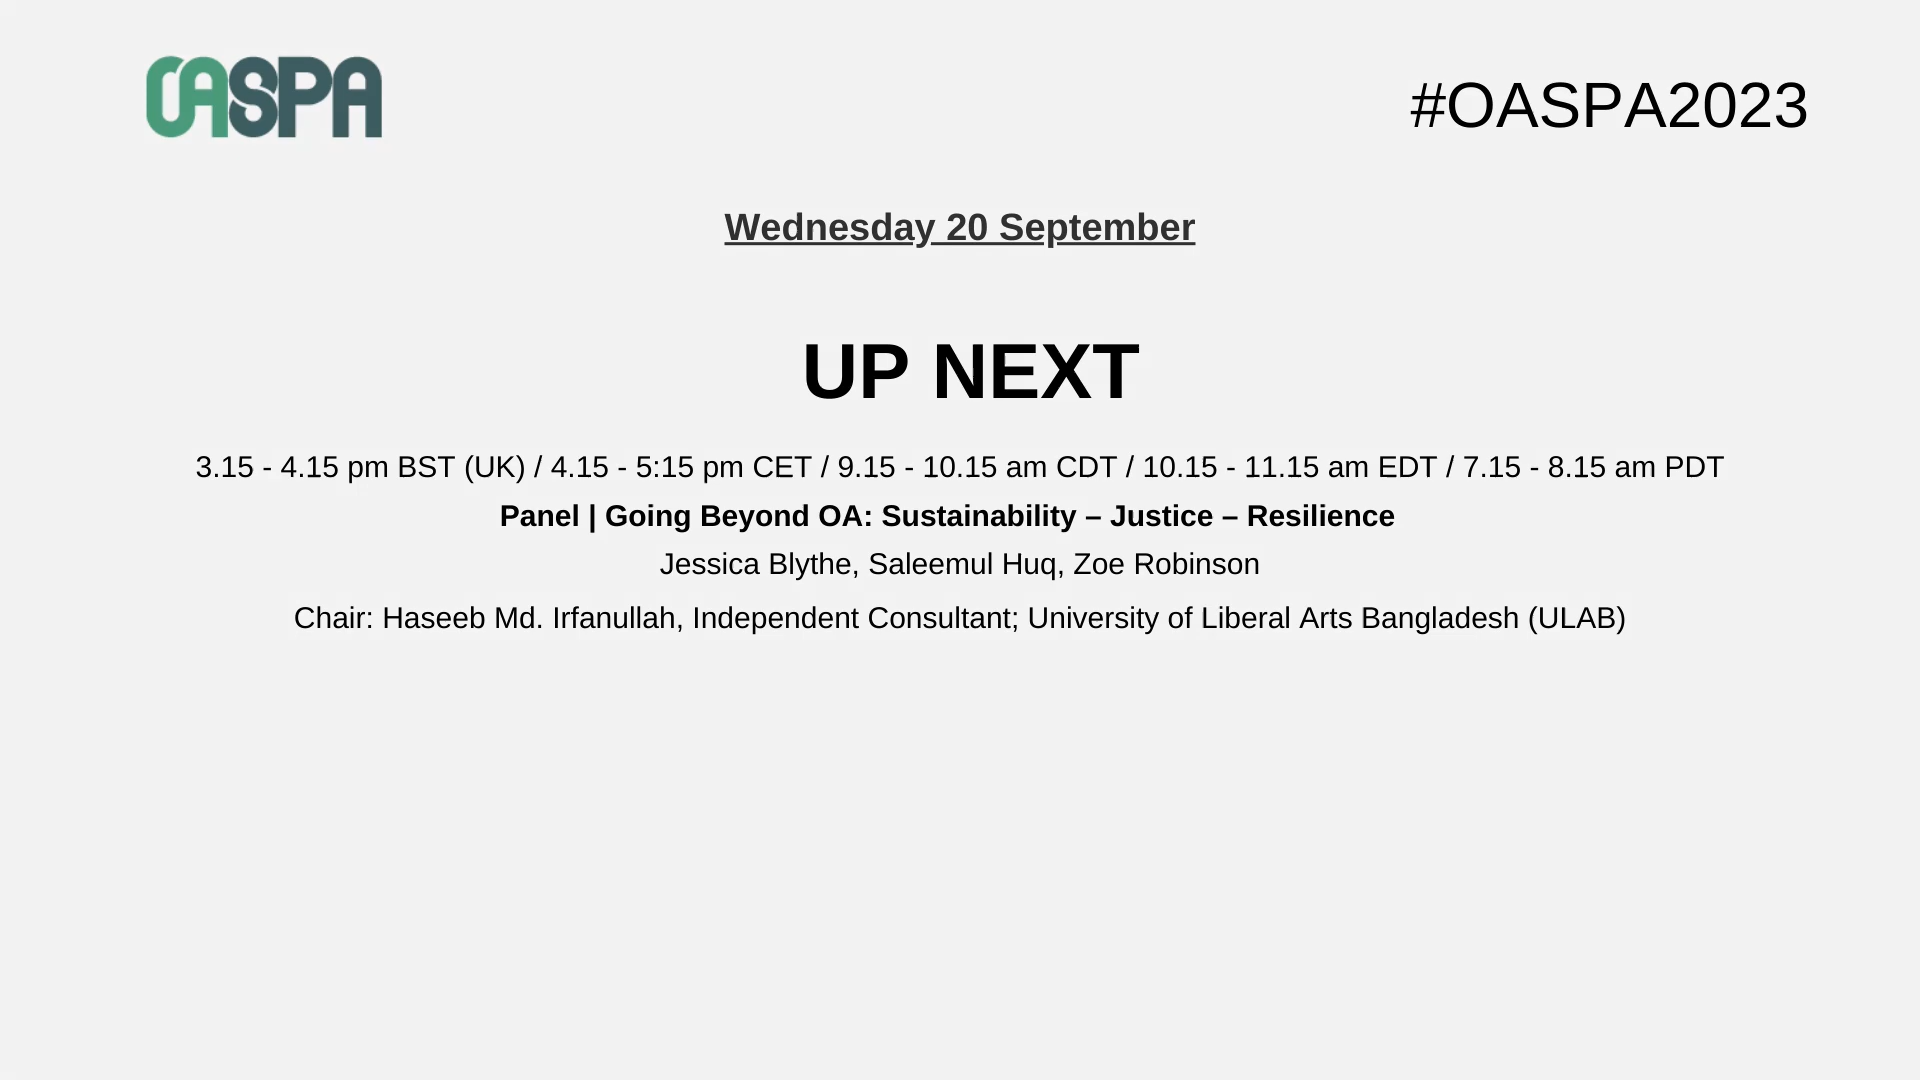 OASPA
#OASPA2023
Wednesday 20 September
UP NEXT
3.15 - 4.15 pm BST (UK) / 4.15 - 5:15 pm CET / 9.15 - 10.15 am CDT / 10.15 - 11.15 am EDT / 7.15 - 8.15 am PDT
Panel | Going Beyond OA: Sustainability – Justice – Resilience
Jessica Blythe, Saleemul Huq, Zoe Robinson
Chair: Haseeb Md. Irfanullah, Independent Consultant; University of Liberal Arts Bangladesh (ULAB)